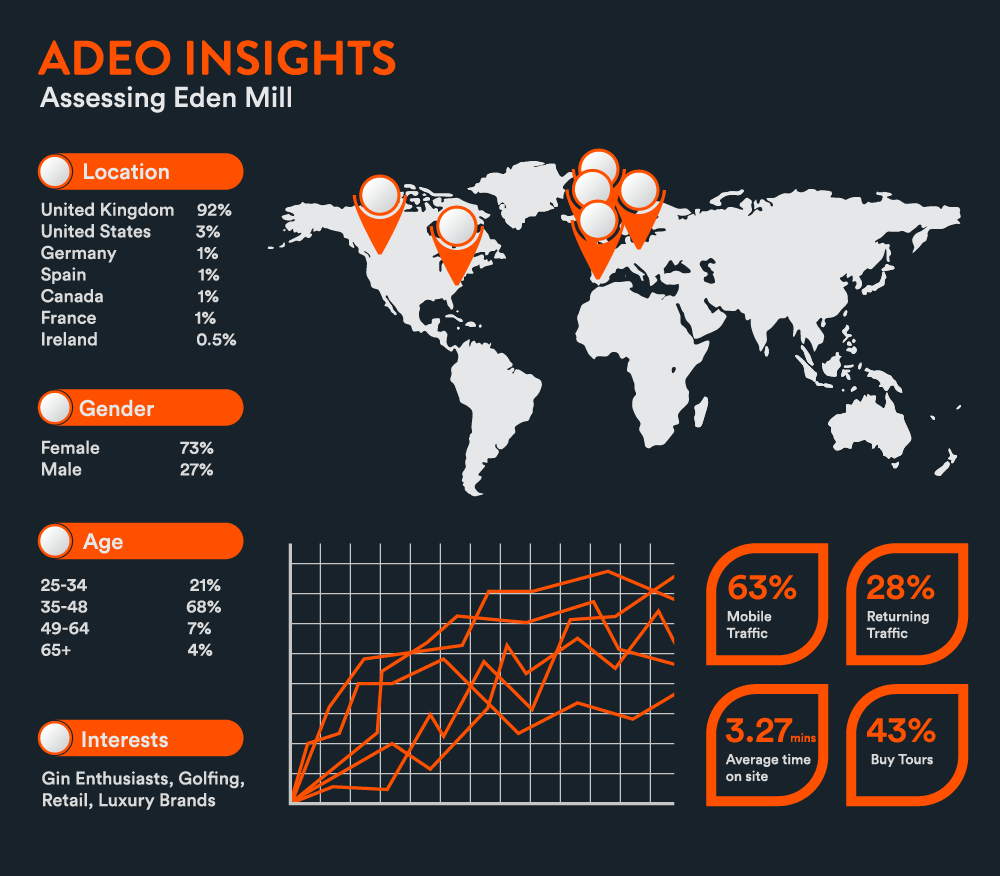 ADEO INSIGHTS
Assessing Eden Mill
Location
United Kingdom 92%
United States 3%
Germany 1%
Spain 1%
Canada 1%
France 1%
Ireland 0.5%
Gender
Female 73%
Male 27%
Age
25-34 21%
35-48 68%
49-64 7%
65+ 4%
Interests
Gin Enthusiasts, Golfing,
Retail, Luxury Brands
63%
Mobile
Traffic
28%
Returning
Traffic
3.27mins
Average time
on site
43%
Buy Tours